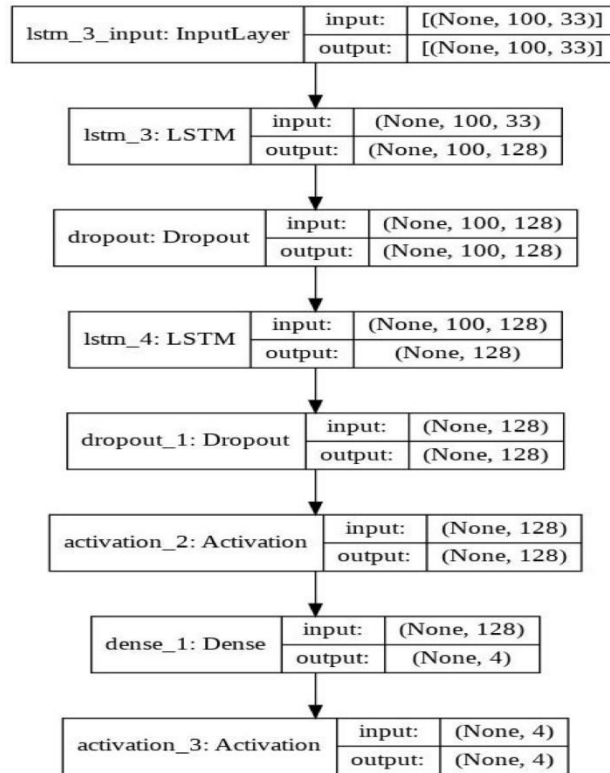 lstm_3_input: InputLayer
input: [(None, 100, 33)]
output: [(None, 100, 33)]
lstm_3: LSTM
input: (None, 100, 33)
output: (None, 100, 128)
dropout: Dropout
input: (None, 100, 128)
output: (None, 100, 128)
lstm_4: LSTM
input: (None, 100, 128)
output: (None, 128)
dropout_1: Dropout
input: (None, 128)
output: (None, 128)
activation_2: Activation
input: (None, 128)
output: (None, 128)
dense_1: Dense
input: (None, 128)
output: (None, 4)
activation_3: Activation
input: (None, 4)
output: (None, 4)